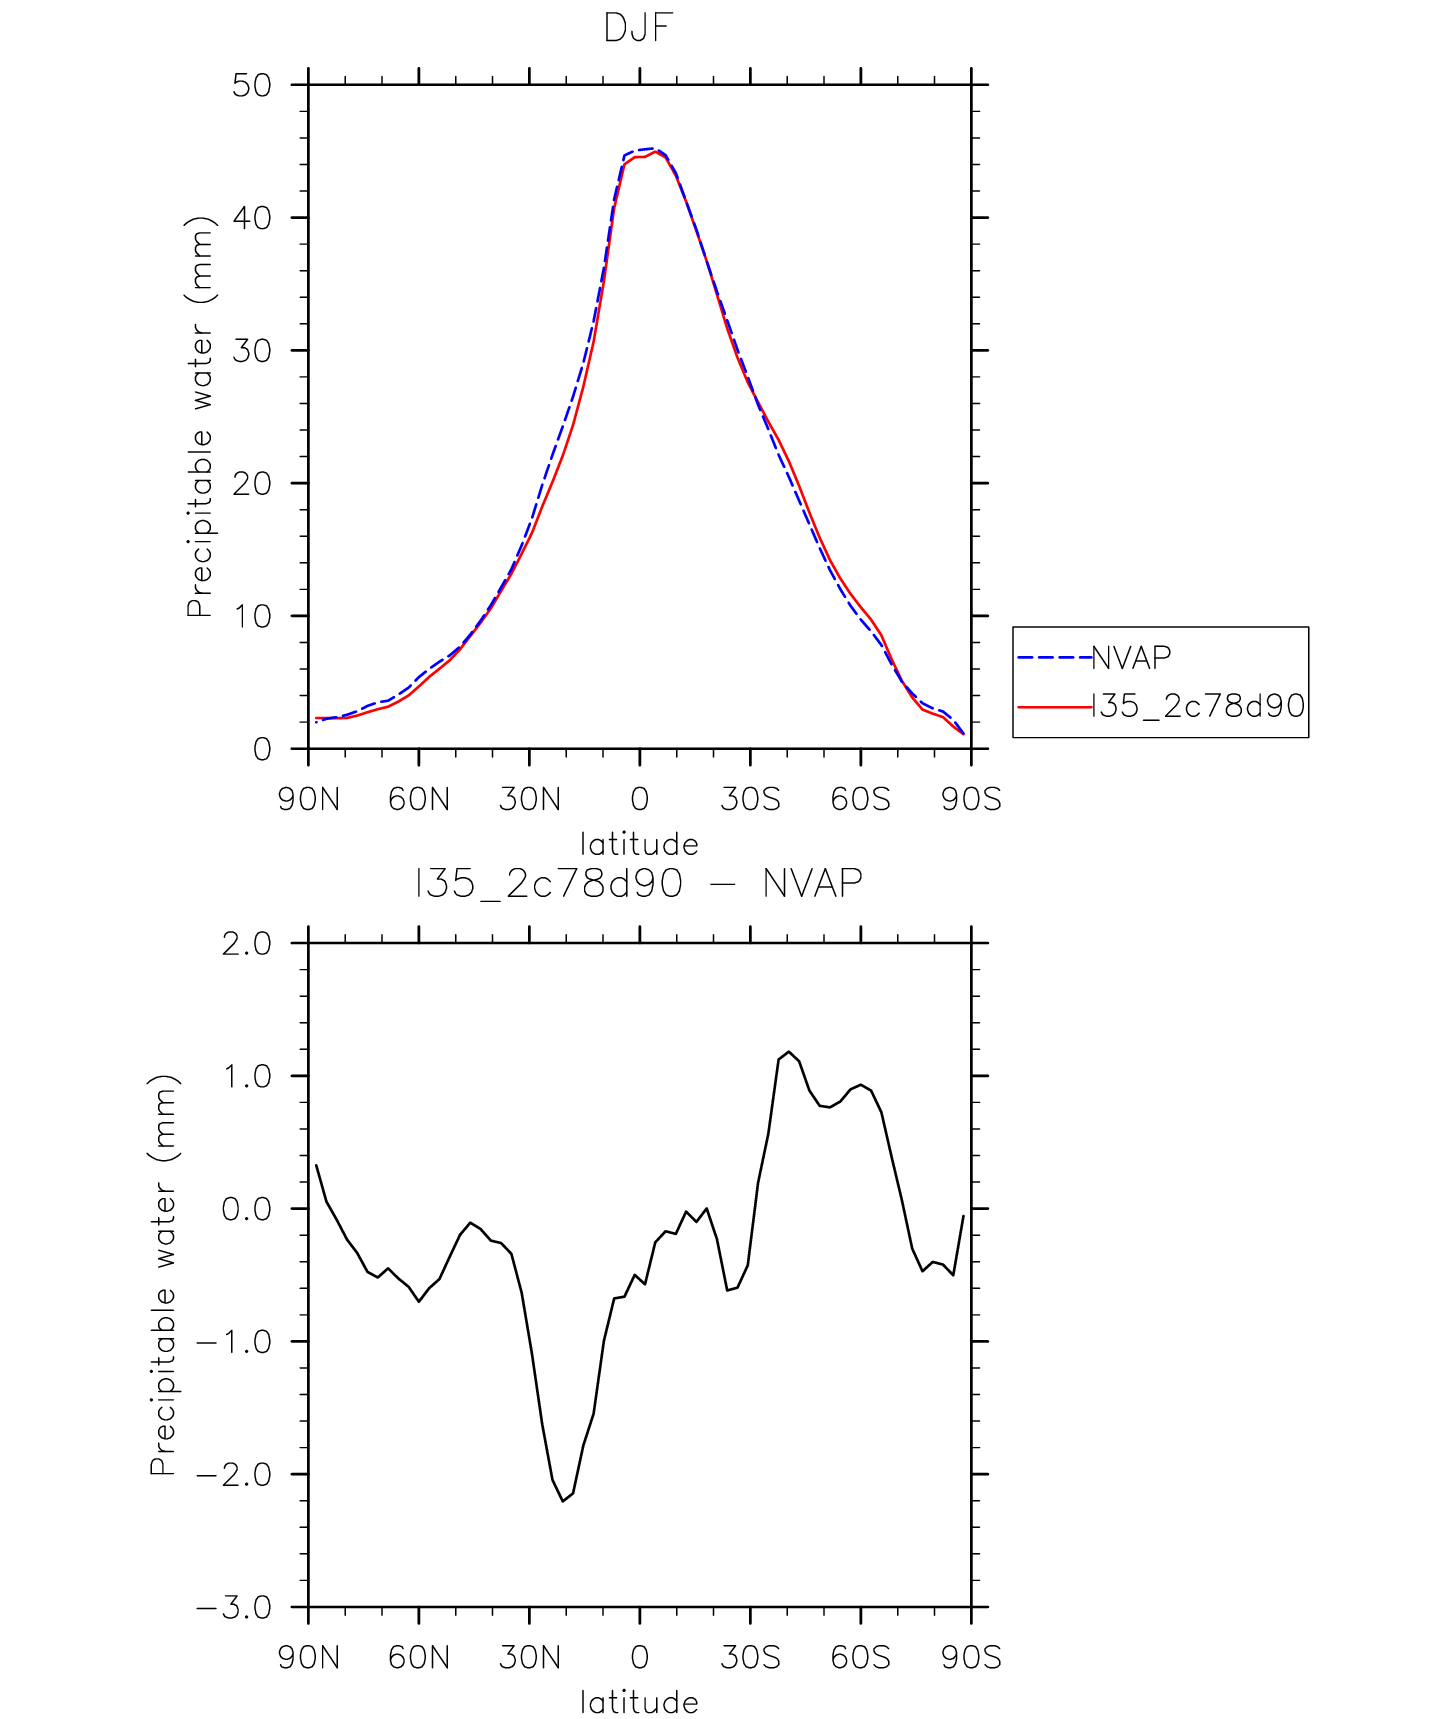 DJF
50
40
30
20
10
0
Precipitable water (mm)
90N 60N 30N 0 30S 60S 90S
latitude
NVAP
I35_2c78d90
I35_2c78d90 - NVAP
2.0
1.0
0.0
-1.0
-2.0
-3.0
Precipitable water (mm)
90N 60N 30N 0 30S 60S 90S
latitude